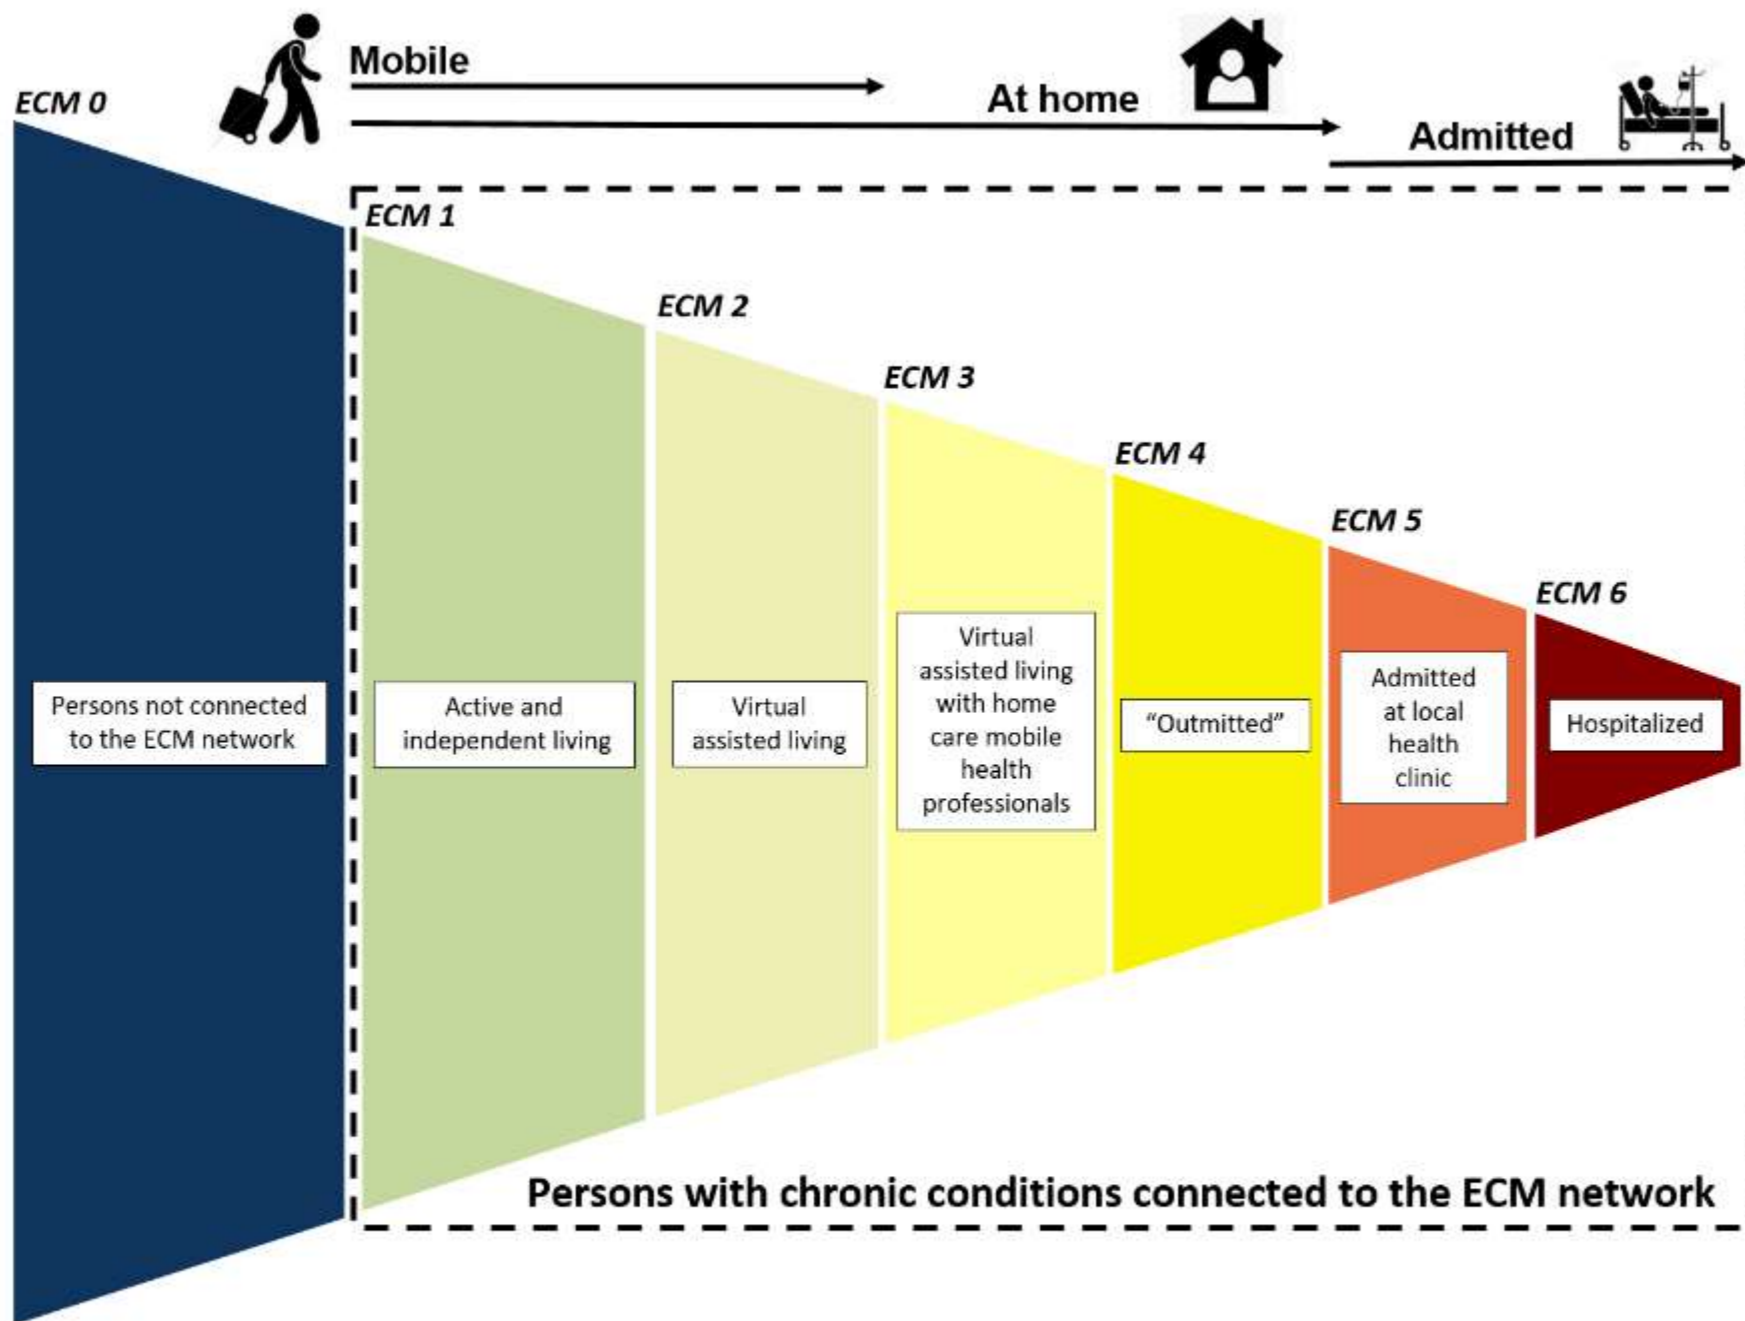 Mobile
At home
Admitted
ECM 0
ECM 1
ECM 2
ECM 3
ECM 4
ECM 5
ECM 6
Persons not connected
to the ECM network
Active and
independent living
Virtual
assisted living
Virtual
assisted living
with home
care mobile
health
professionals
“Outmitted”
Admitted
at local
health
clinic
Hospitalized
Persons with chronic conditions connected to the ECM network